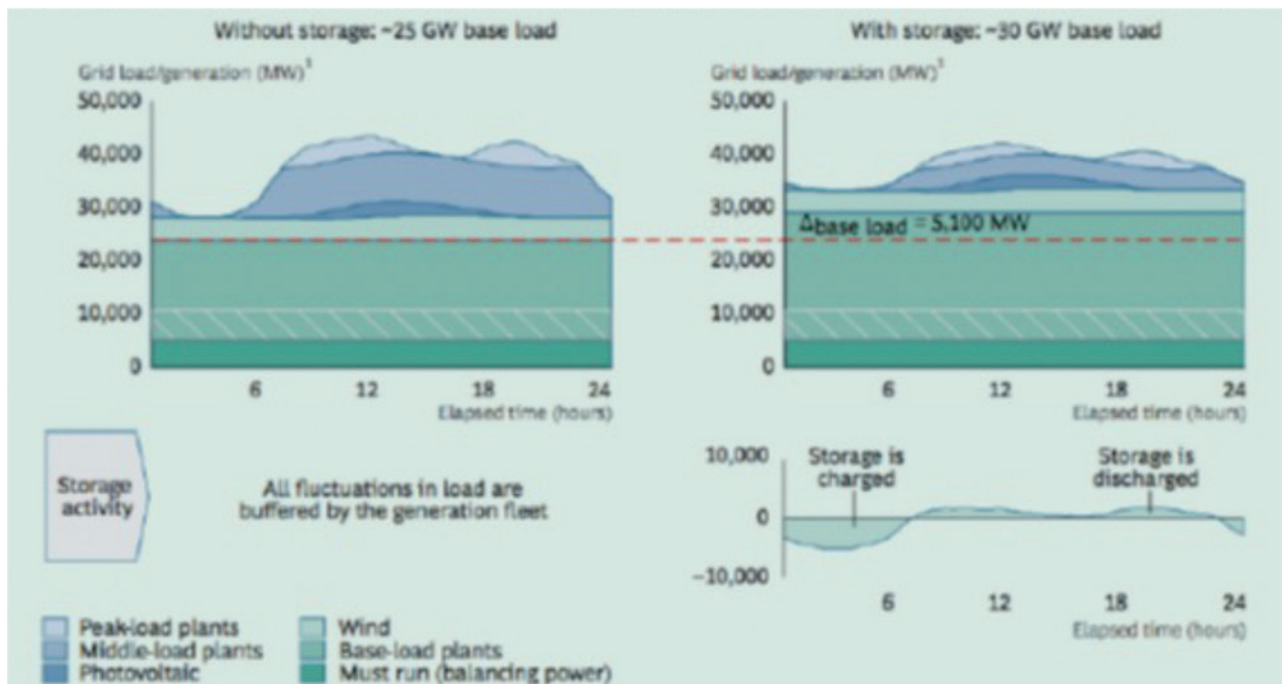 Without storage: ~25 GW base load
Grid load/generation (MW)¹
50,000
40,000
30,000
20,000
10,000
0
6
12
18
24
Elapsed time (hours)
With storage: ~30 GW base load
Grid load/generation (MW)¹
50,000
40,000
30,000
20,000
10,000
0
Δbase load = 5,100 MW
6
12
18
24
Elapsed time (hours)
Storage
activity
All fluctuations in load are
buffered by the generation fleet
10,000
0
−10,000
Storage is
charged
Storage is
discharged
6
12
18
24
Elapsed time (hours)
Peak-load plants
Middle-load plants
Photovoltaic
Wind
Base-load plants
Must run (balancing power)